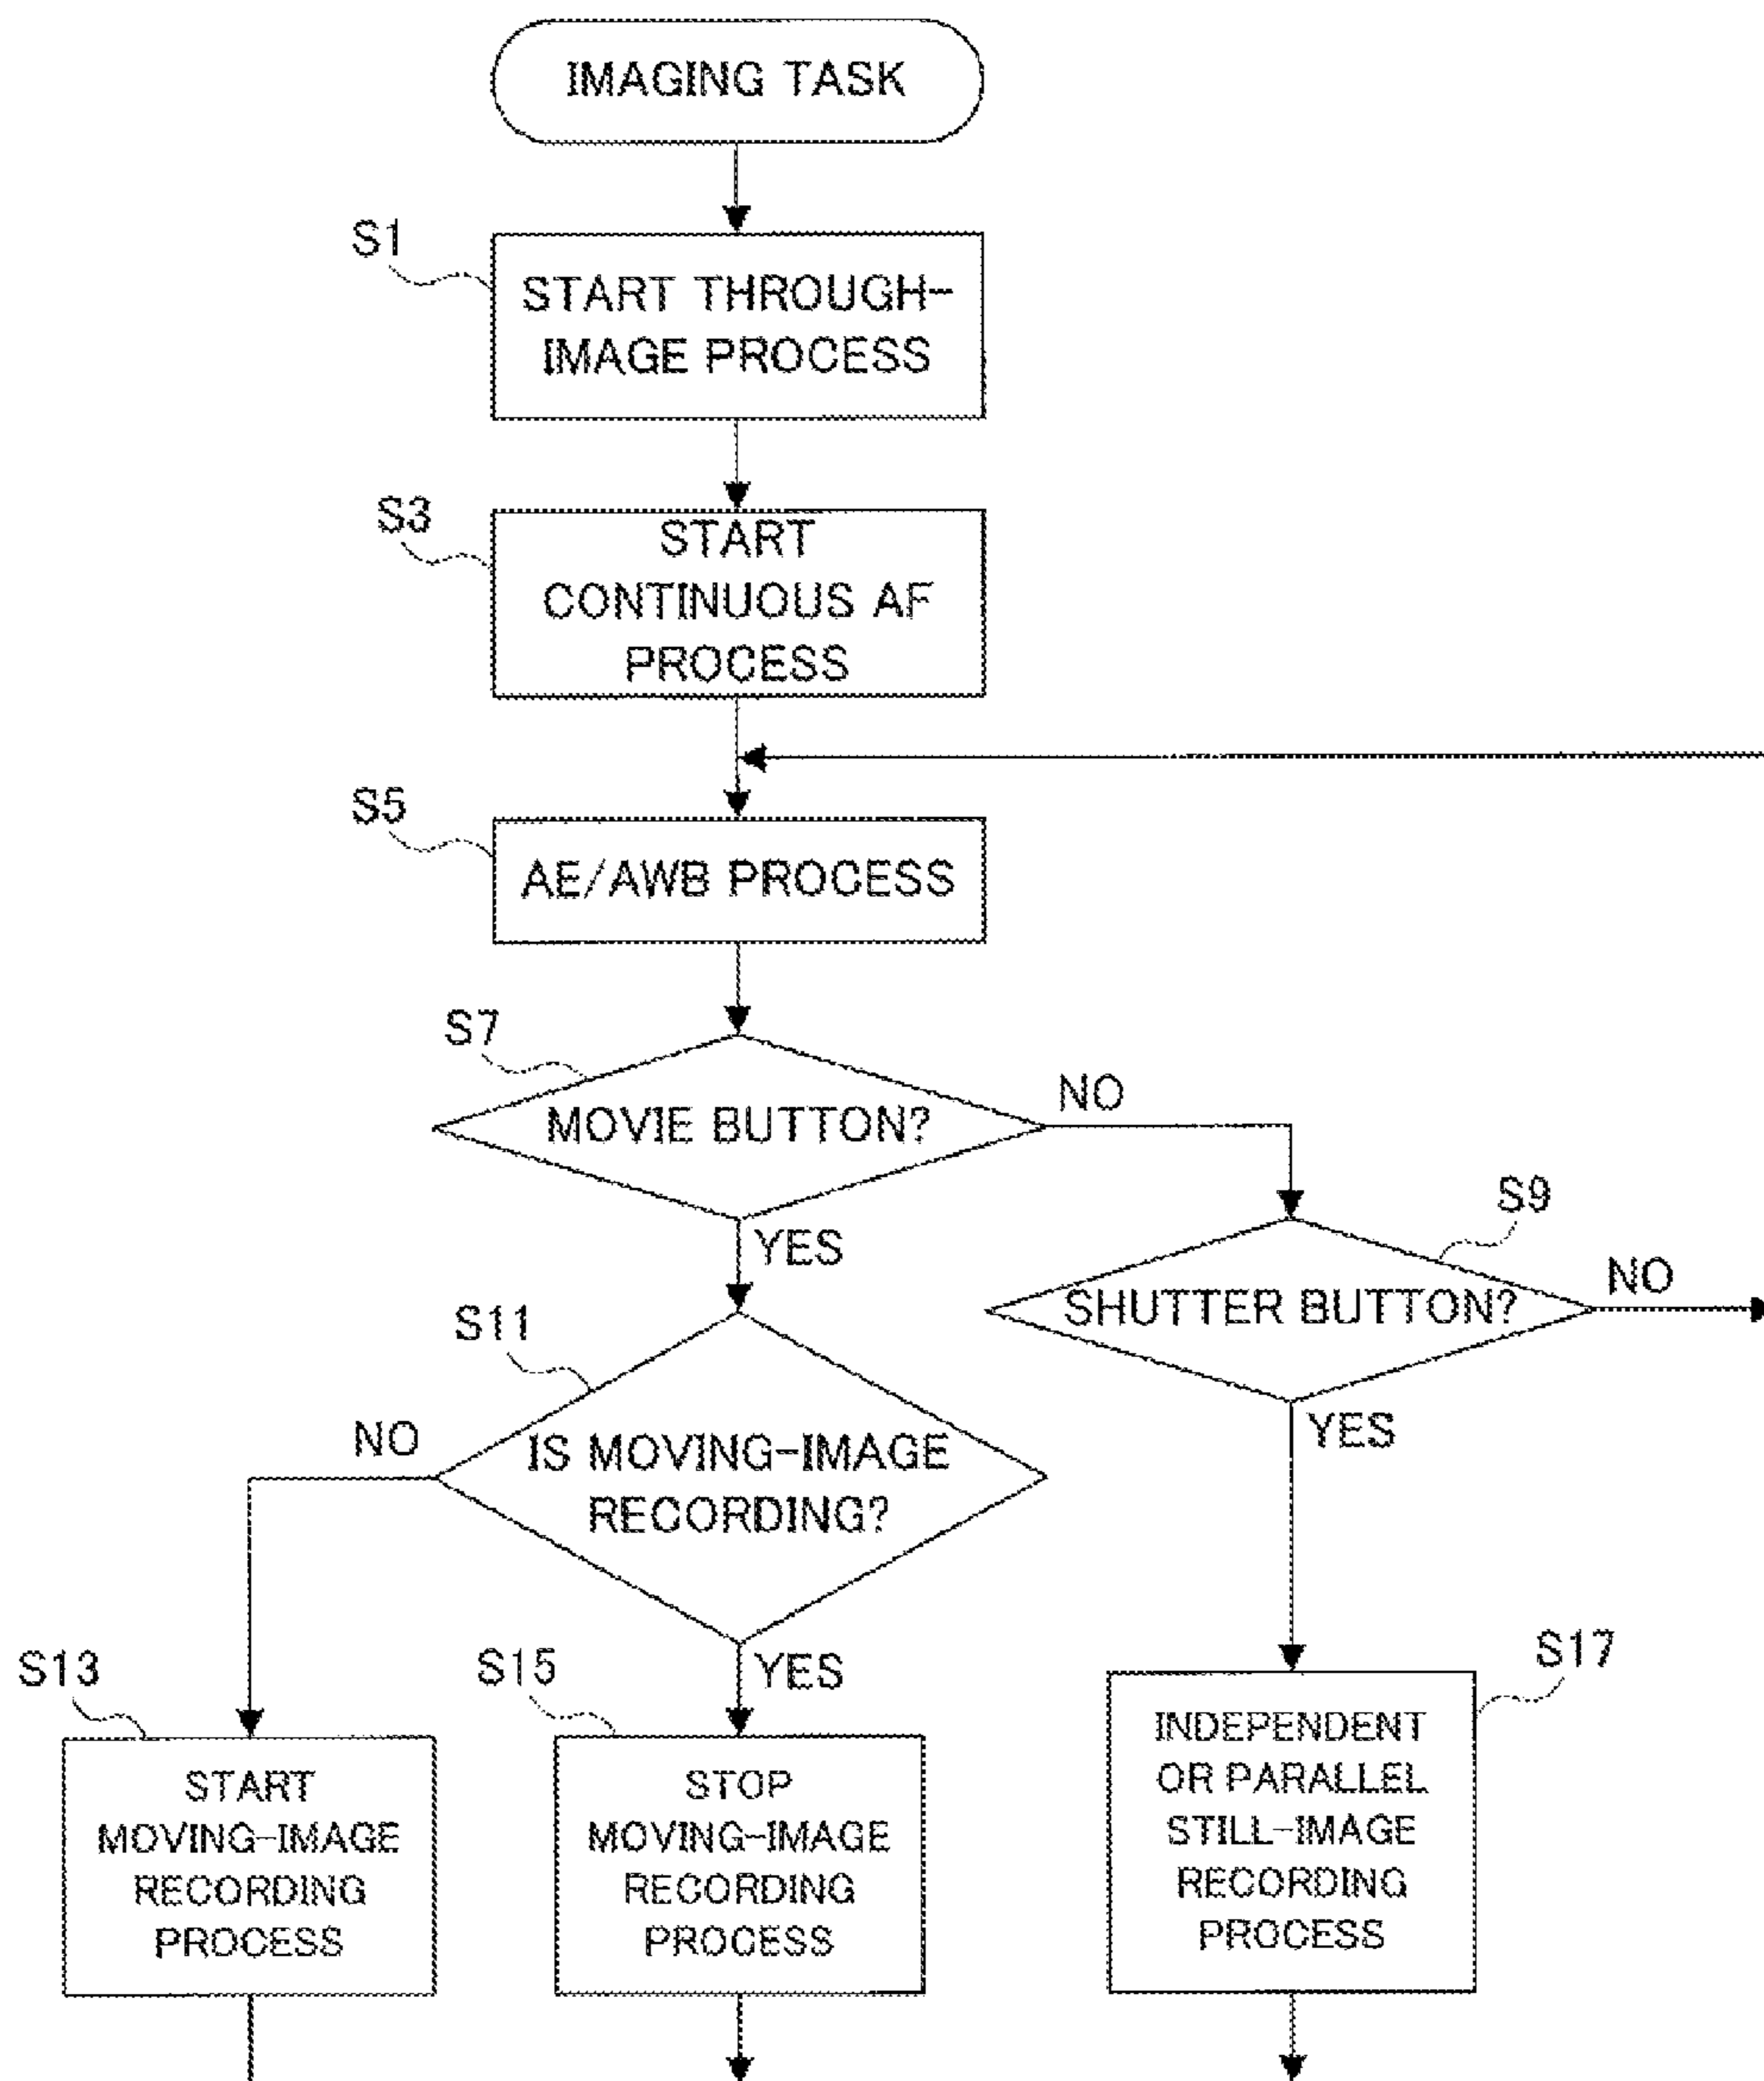 IMAGING TASK
S1
START THROUGH-
IMAGE PROCESS
S3
START
CONTINUOUS AF
PROCESS
S5
AE/AWB PROCESS
S7
MOVIE BUTTON?
NO
YES
S9
SHUTTER BUTTON?
NO
YES
S11
IS MOVING-IMAGE
RECORDING?
NO
YES
S13
START
MOVING-IMAGE
RECORDING
PROCESS
S15
STOP
MOVING-IMAGE
RECORDING
PROCESS
S17
INDEPENDENT
OR PARALLEL
STILL-IMAGE
RECORDING
PROCESS